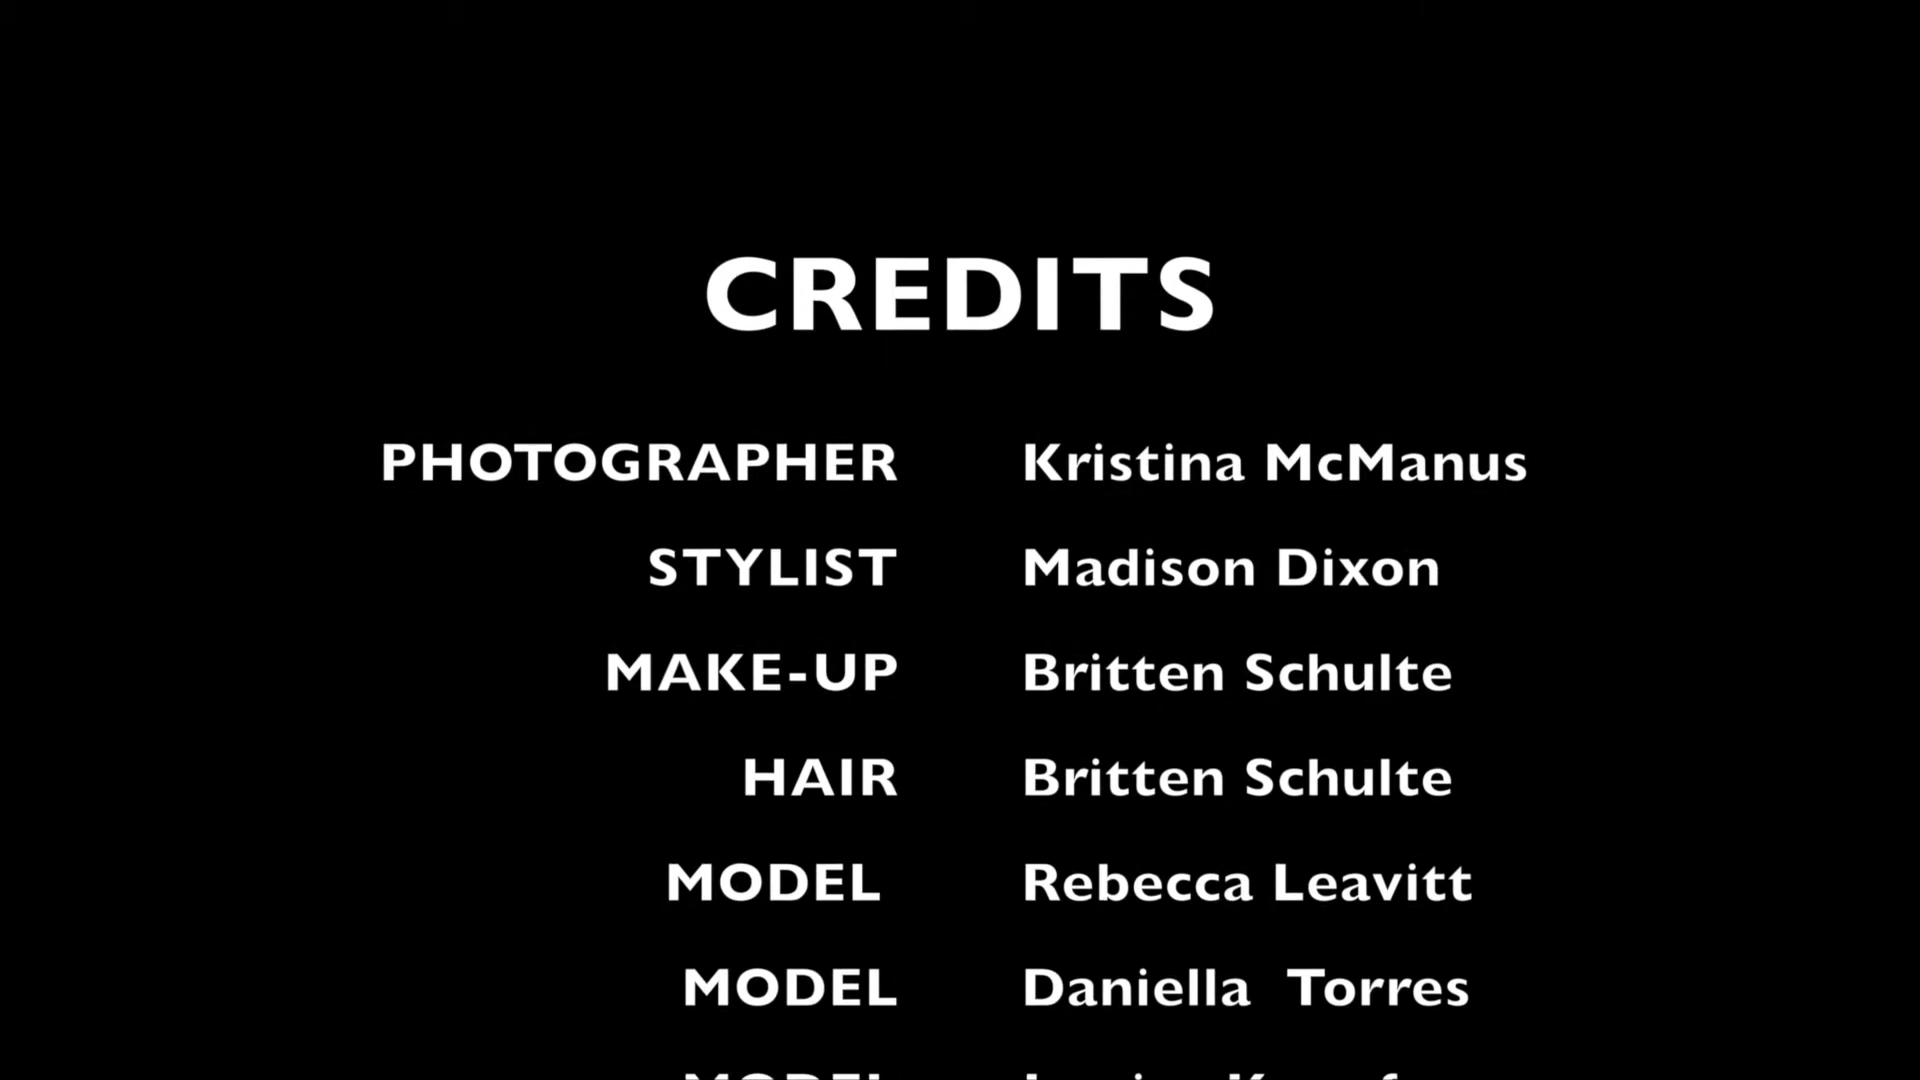 CREDITS
PHOTOGRAPHER Kristina McManus
STYLIST Madison Dixon
MAKE-UP Britten Schulte
HAIR Britten Schulte
MODEL Rebecca Leavitt
MODEL Daniella Torres
MODEL